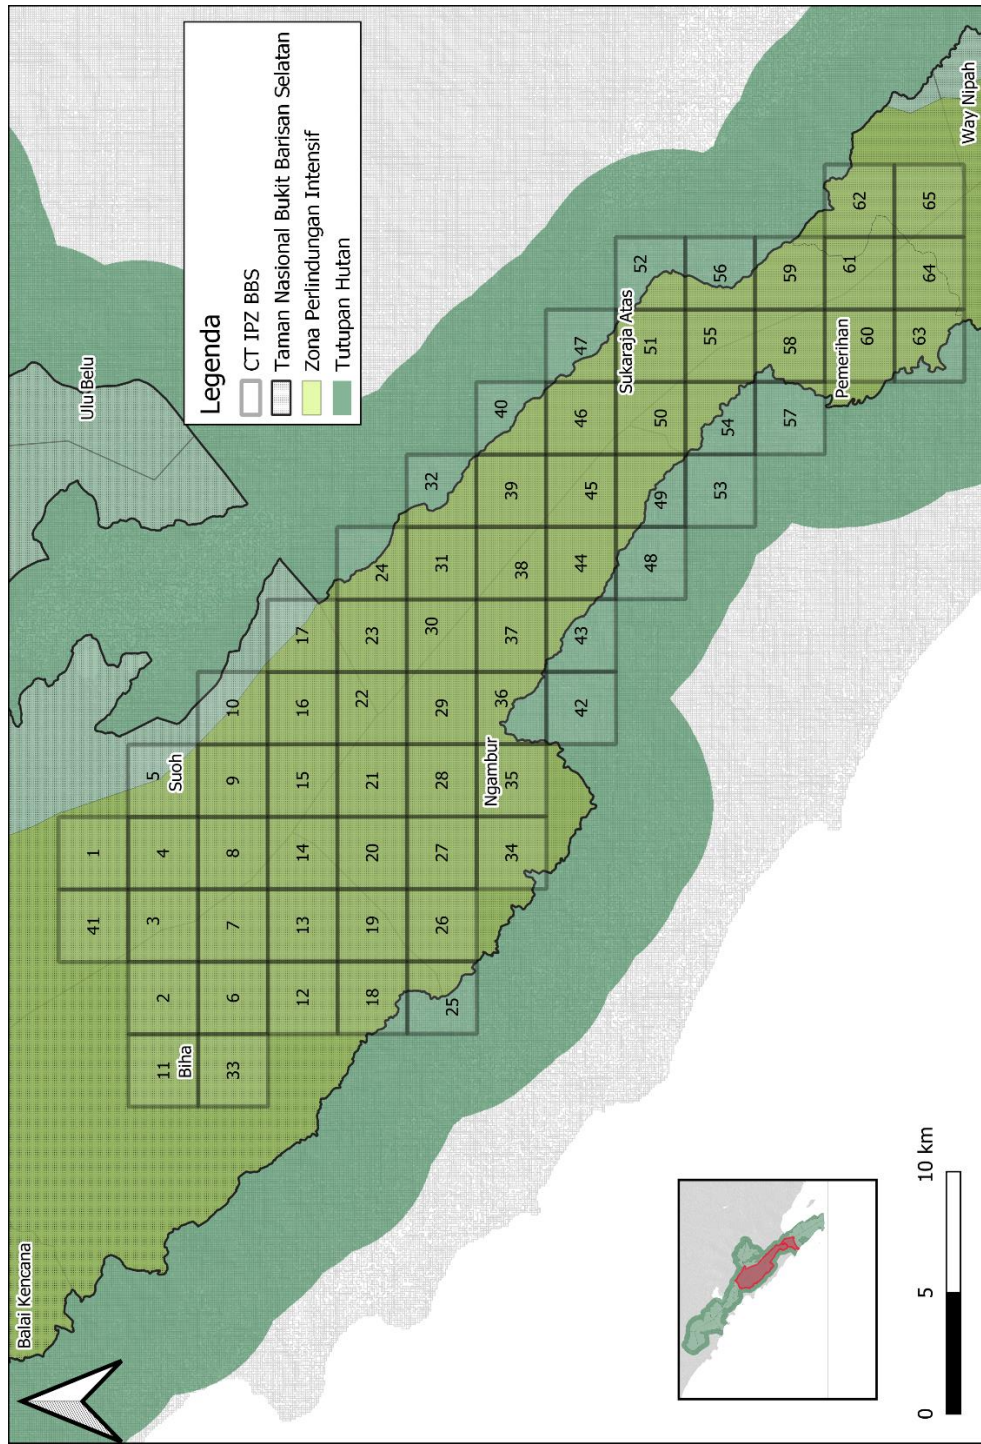 Balai Kencana
Ulu Belu
Legenda
CT IPZ BBS
Taman Nasional Bukit Barisan Selatan
Zona Perlindungan Intensif
Tutupan Hutan
41 1
11 2 3 4 5
Biha
Suoh
33 6 7 8 9 10
12 13 14 15 16 17
18 19 20 21 22 23 24
25 26 27 28 29 30 31 32
Ngambur
34 35 36 37 38 39 40
42 43 44 45 46 47
Sukaraja Atas
48 49 50 51 52
53 54 55 56
57 58 59
Pemerihan
60 61 62
63 64 65
Way Nipah
0 5 10 km